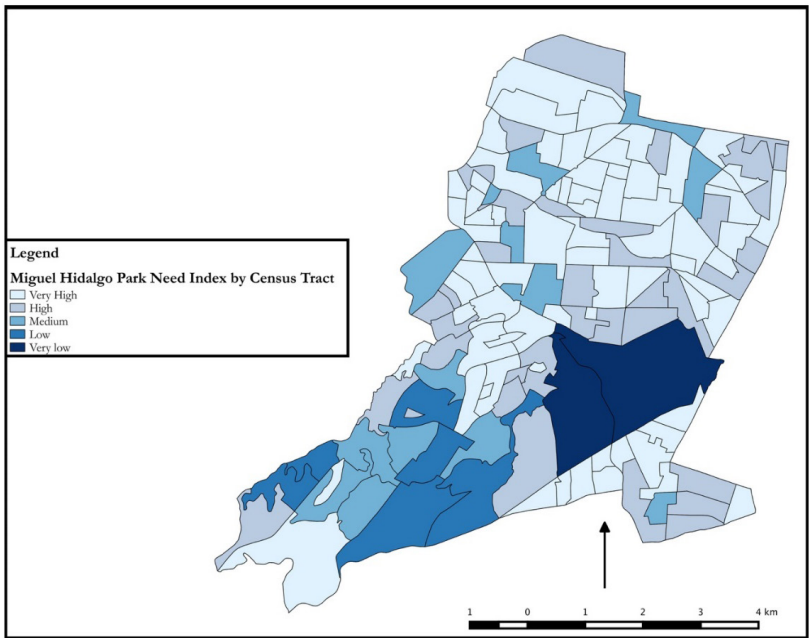 Legend
Miguel Hidalgo Park Need Index by Census Tract
Very High
High
Medium
Low
Very low
1 0 1 2 3 4 km